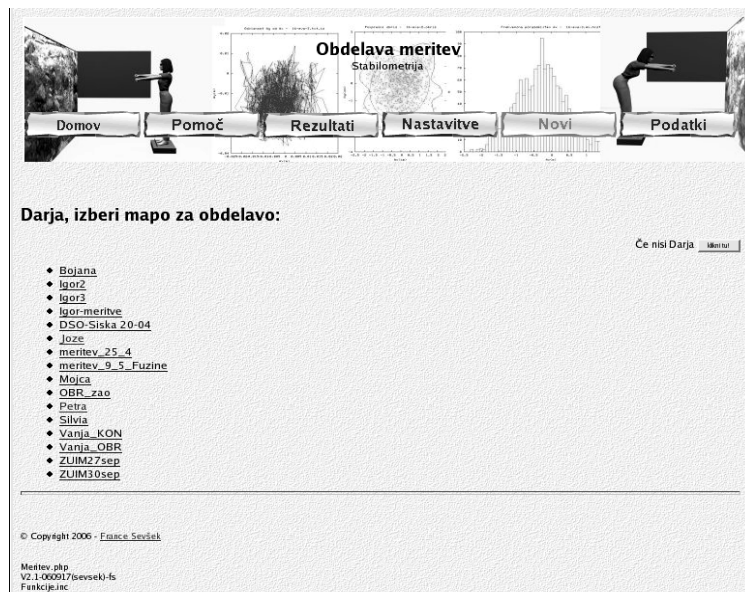 Obdelava meritev
Stabilometrija
Domov Pomoč Rezultati Nastavitve Novi Podatki
Darja, izberi mapo za obdelavo:
Če nisi Darja klikni tu!
Bojana
Igor2
Igor3
Igor-meritve
DSO-Siska 20-04
Joze
meritev_25_4
meritev_9_5_Fuzine
Mojca
OBR_zao
Petra
Silvia
Vanja_KON
Vanja_OBR
ZUIM27sep
ZUIM30sep
© Copyright 2006 - France Sevšek
Meritev.php
V2.1-060917(sevsek)-fs
Funkcije.inc